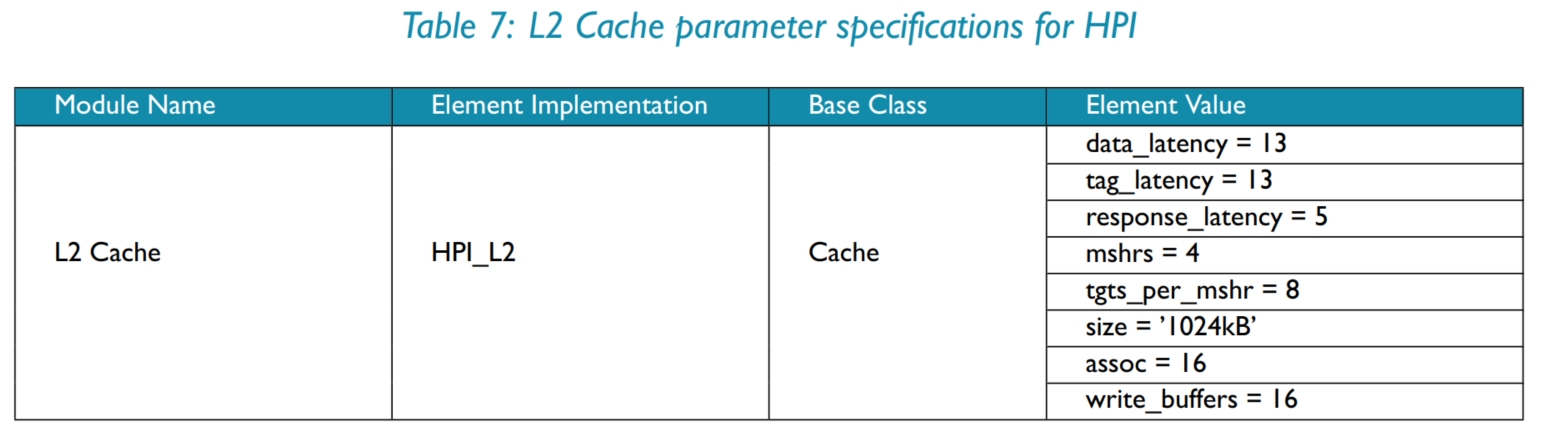 Table 7: L2 Cache parameter specifications for HPI
Module Name Element Implementation Base Class Element Value
data_latency = 13
tag_latency = 13
response_latency = 5
L2 Cache HPI_L2 Cache mshrs = 4
tgts_per_mshr = 8
size = ’1024kB’
assoc = 16
write_buffers = 16